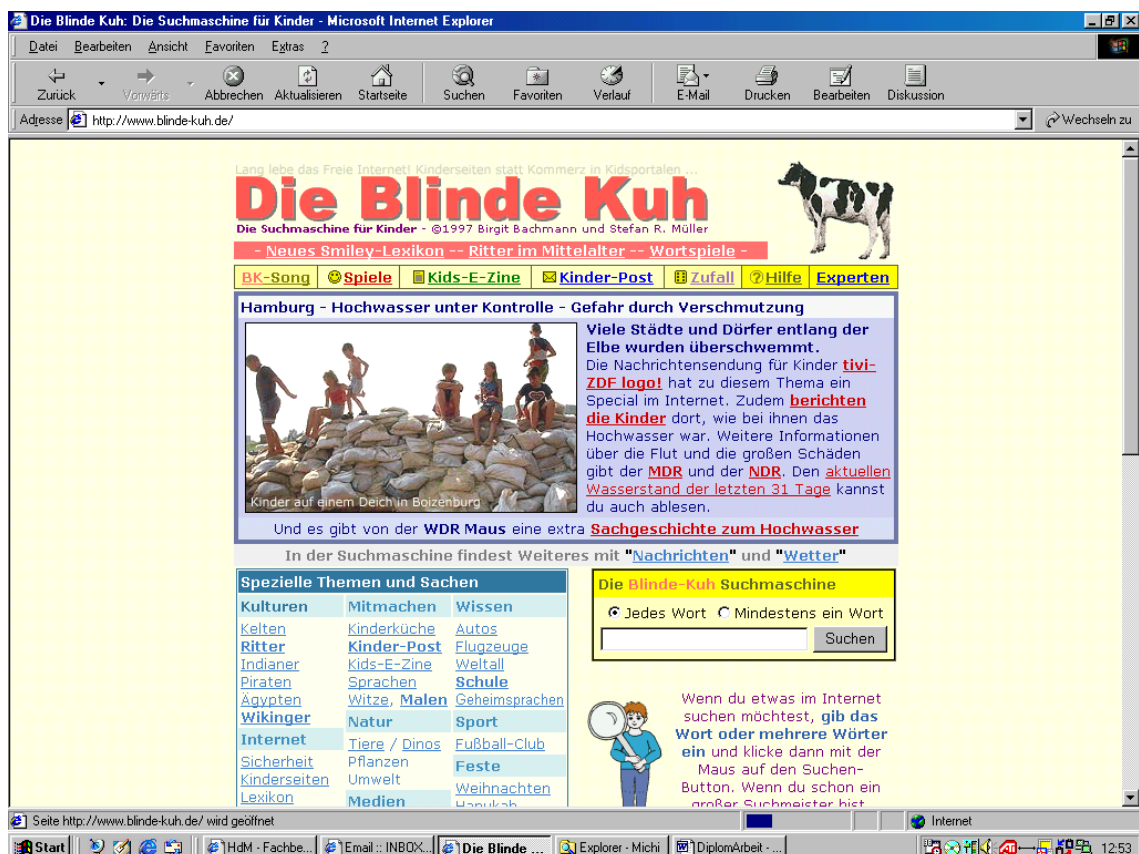 Die Blinde Kuh: Die Suchmaschine für Kinder - Microsoft Internet Explorer
Datei Bearbeiten Ansicht Favoriten Extras ?
Zurück Vorwärts Abbrechen Aktualisieren Startseite Suchen Favoriten Verlauf E-Mail Drucken Bearbeiten Diskussion
Adresse http://www.blinde-kuh.de/ Wechseln zu
Lang lebe das Freie Internet! Kinderseiten statt Kommerz in Kidsportalen ...
Die Blinde Kuh
Die Suchmaschine für Kinder - ©1997 Birgit Bachmann und Stefan R. Müller
- Neues Smiley-Lexikon -- Ritter im Mittelalter -- Wortspiele -
BK-Song Spiele Kids-E-Zine Kinder-Post Zufall Hilfe Experten
Hamburg - Hochwasser unter Kontrolle - Gefahr durch Verschmutzung
Kinder auf einem Deich in Boizenburg
Viele Städte und Dörfer entlang der
Elbe wurden überschwemmt.
Die Nachrichtensendung für Kinder tivi-
ZDF logo! hat zu diesem Thema ein
Special im Internet. Zudem berichten
die Kinder dort, wie bei ihnen das
Hochwasser war. Weitere Informationen
über die Flut und die großen Schäden
gibt der MDR und der NDR. Den aktuellen
Wasserstand der letzten 31 Tage kannst
du auch ablesen.
Und es gibt von der WDR Maus eine extra Sachgeschichte zum Hochwasser
In der Suchmaschine findest Weiteres mit "Nachrichten" und "Wetter"
Spezielle Themen und Sachen
Kulturen
Kelten
Ritter
Indianer
Piraten
Ägypten
Wikinger
Internet
Sicherheit
Kinderseiten
Lexikon
Mitmachen
Kinderküche
Kinder-Post
Kids-E-Zine
Sprachen
Witze, Malen
Natur
Tiere / Dinos
Pflanzen
Umwelt
Medien
Wissen
Autos
Flugzeuge
Weltall
Schule
Geheimsprachen
Sport
Fußball-Club
Feste
Weihnachten
Hanukah
Die Blinde-Kuh Suchmaschine
Jedes Wort Mindestens ein Wort
Suchen
Wenn du etwas im Internet
suchen möchtest, gib das
Wort oder mehrere Wörter
ein und klicke dann mit der
Maus auf den Suchen-
Button. Wenn du schon ein
großer Suchmeister bist,
Seite http://www.blinde-kuh.de/ wird geöffnet Internet
Start HdM - Fachbe... Email :: INBOX... Die Blinde ... Explorer - Michi DiplomArbeit - ... 12:53